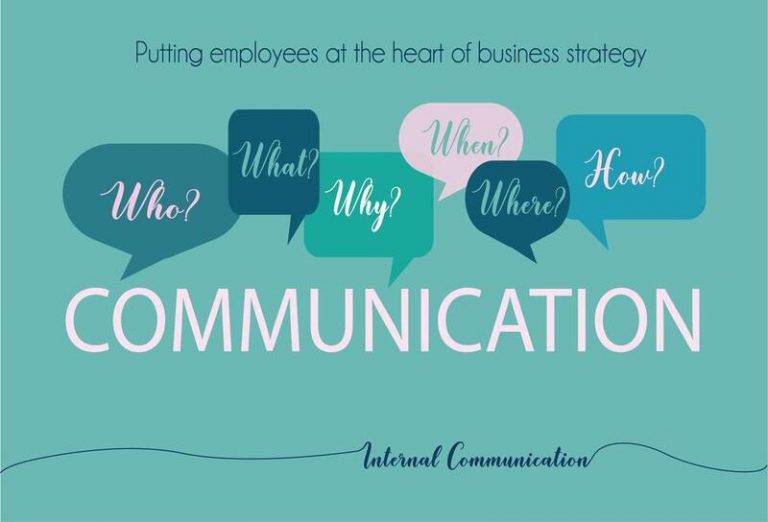 Putting employees at the heart of business strategy
Who?
What?
Why?
When?
Where?
How?
COMMUNICATION
Internal Communication